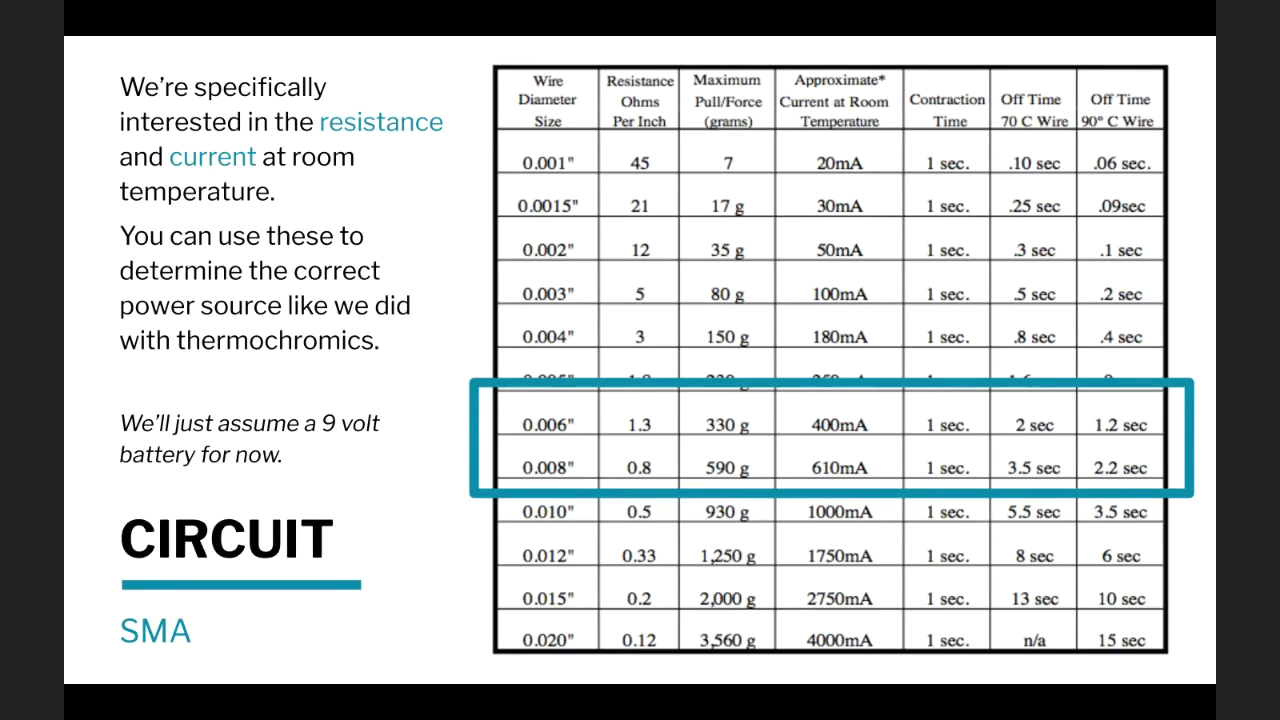 We're specifically
interested in the resistance
and current at room
temperature.
You can use these to
determine the correct
power source like we did
with thermochromics.
We'll just assume a 9 volt
battery for now.
CIRCUIT
SMA
Wire Diameter Size Resistance Ohms Per Inch Maximum Pull/Force (grams) Approximate* Current at Room Temperature Contraction Time Off Time 70 C Wire Off Time 90° C Wire
0.001" 45 7 20mA 1 sec. .10 sec .06 sec.
0.0015" 21 17 g 30mA 1 sec. .25 sec .09sec
0.002" 12 35 g 50mA 1 sec. .3 sec .1 sec
0.003" 5 80 g 100mA 1 sec. .5 sec .2 sec
0.004" 3 150 g 180mA 1 sec. .8 sec .4 sec
0.006" 1.3 330 g 400mA 1 sec. 2 sec 1.2 sec
0.008" 0.8 590 g 610mA 1 sec. 3.5 sec 2.2 sec
0.010" 0.5 930 g 1000mA 1 sec. 5.5 sec 3.5 sec
0.012" 0.33 1,250 g 1750mA 1 sec. 8 sec 6 sec
0.015" 0.2 2,000 g 2750mA 1 sec. 13 sec 10 sec
0.020" 0.12 3,560 g 4000mA 1 sec. n/a 15 sec